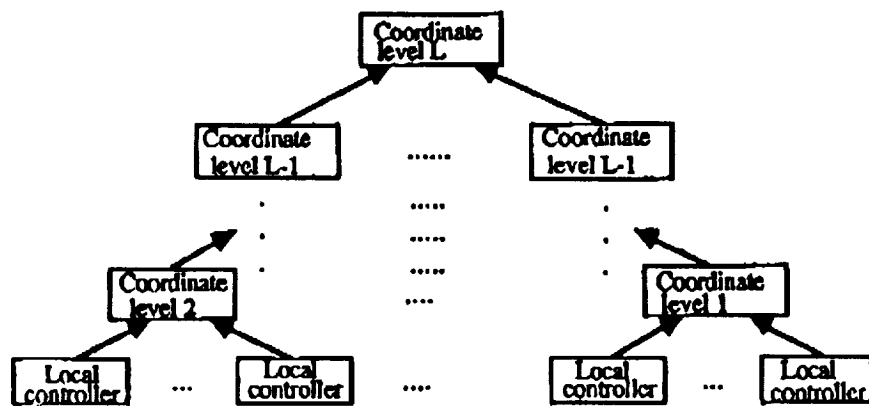 Coordinate
level L
Coordinate
level L-1
......
Coordinate
level L-1
.....
.....
.....
Coordinate
level 2
....
Coordinate
level 1
Local
controller
...
Local
controller
....
Local
controller
...
Local
controller